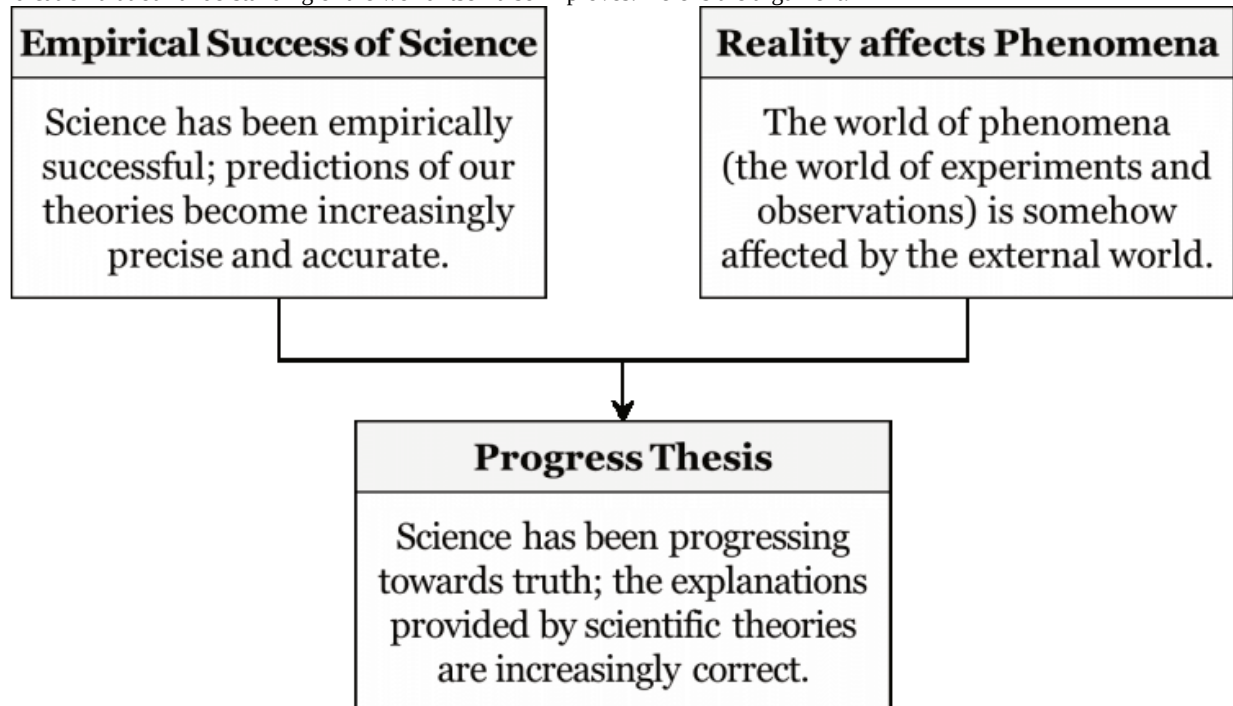 Empirical Success of Science
Science has been empirically
successful; predictions of our
theories become increasingly
precise and accurate.
Reality affects Phenomena
The world of phenomena
(the world of experiments and
observations) is somehow
affected by the external world.
Progress Thesis
Science has been progressing
towards truth; the explanations
provided by scientific theories
are increasingly correct.